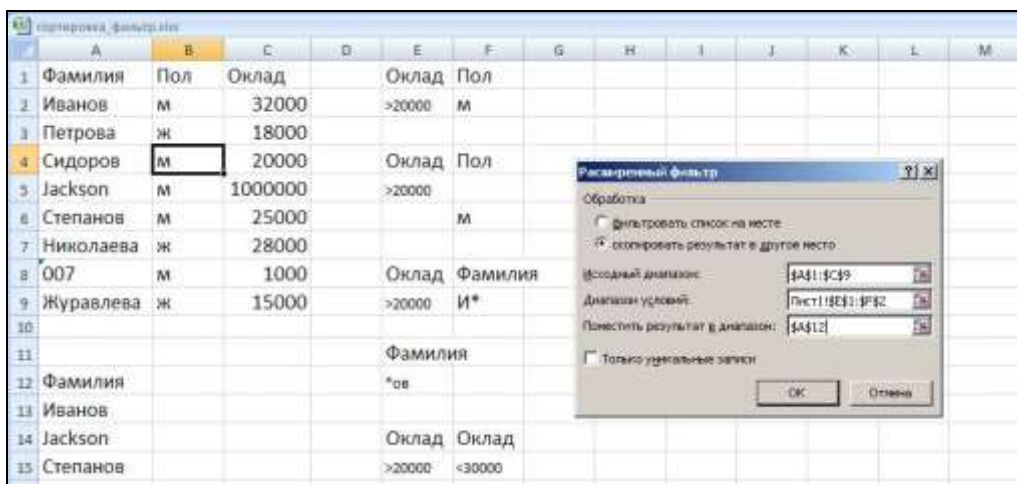 сортировка_фильтр.xlsx
A B C D E F G H I J K L M
1 Фамилия Пол Оклад Оклад Пол
2 Иванов м 32000 >20000 м
3 Петрова ж 18000
4 Сидоров м 20000 Оклад Пол
5 Jackson м 1000000 >20000
6 Степанов м 25000 м
7 Николаева ж 28000
8 007 м 1000 Оклад Фамилия
9 Журавлева ж 15000 >20000 И*
10
11 Фамилия
12 Фамилия *ов
13 Иванов
14 Jackson Оклад Оклад
15 Степанов >20000 <30000
Расширенный фильтр
Обработка
фильтровать список на месте
скопировать результат в другое место
Исходный диапазон: $A$1:$C$9
Диапазон условий: Лист1!$E$1:$F$2
Поместить результат в диапазон: $A$12
Только уникальные записи
OK Отмена